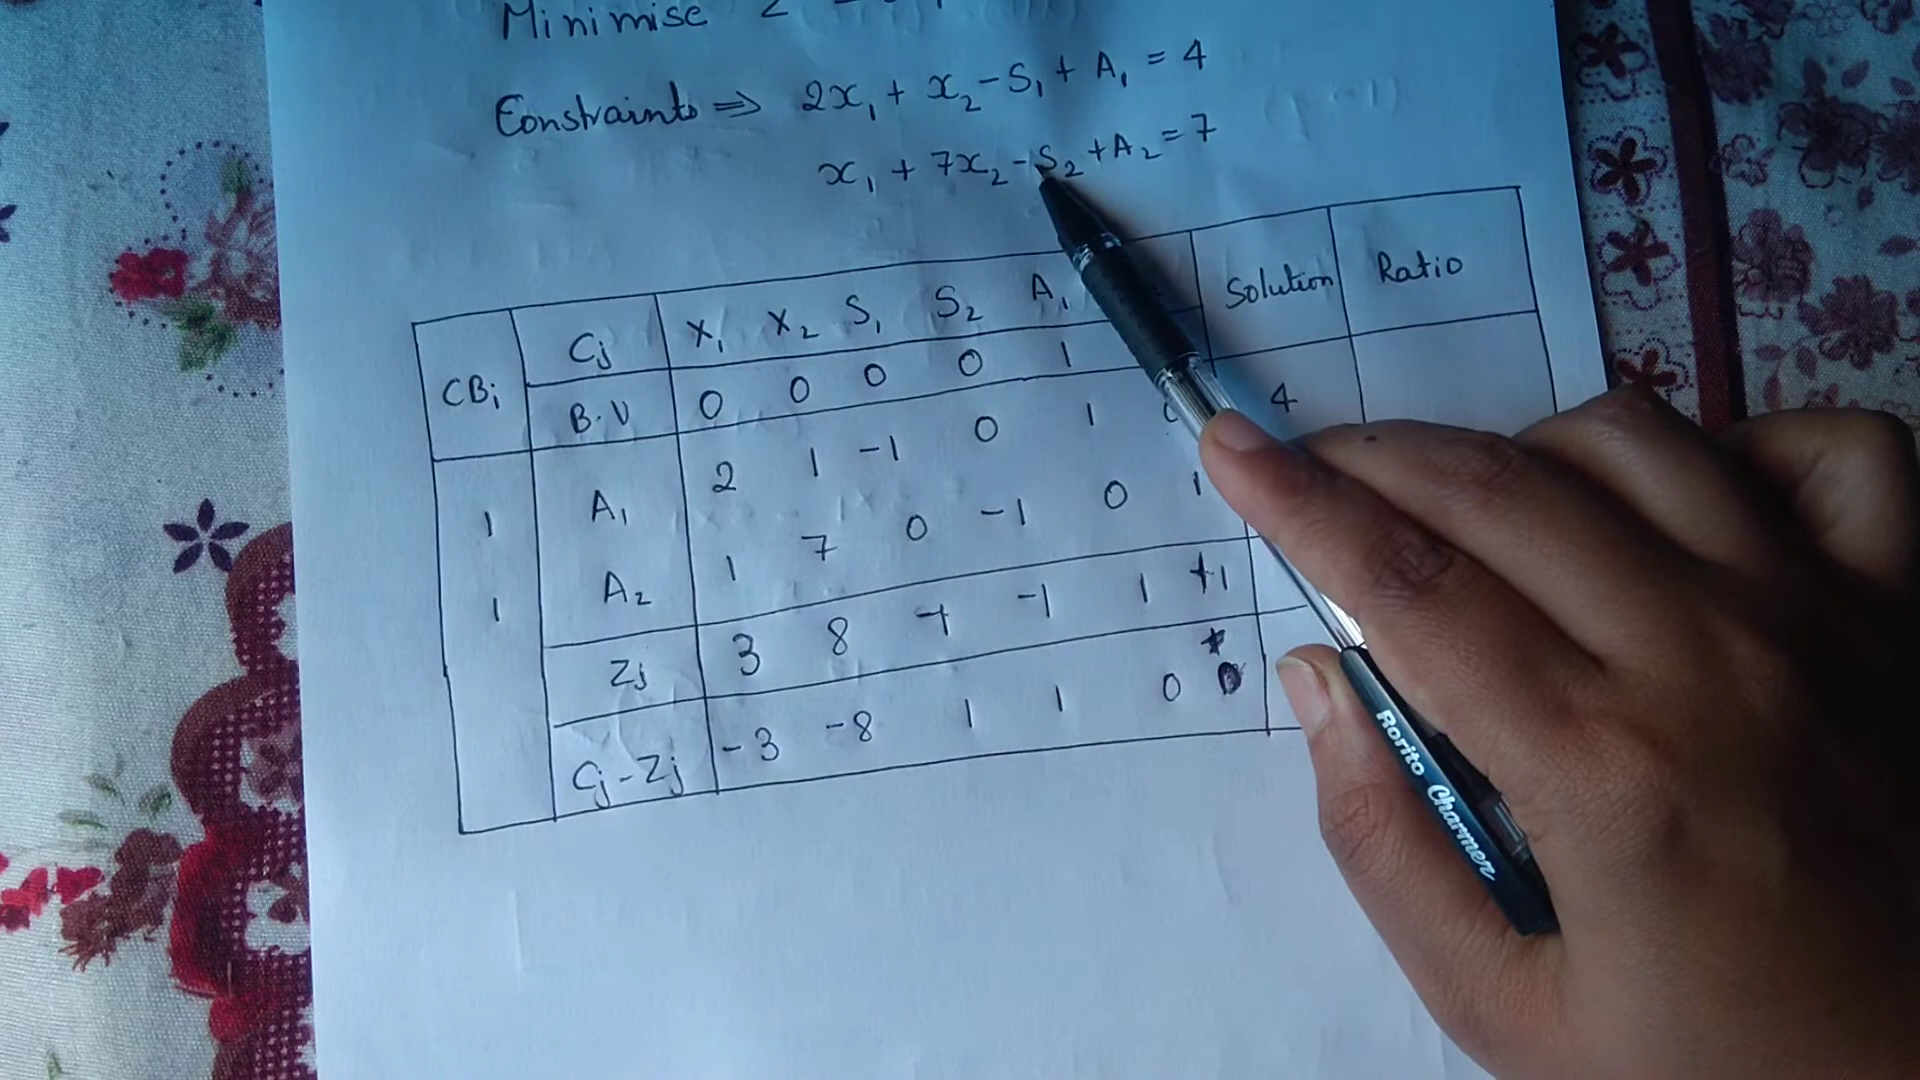 Minimise Z =
Constraints ⇒ 2x₁ + x₂ - S₁ + A₁ = 4
x₁ + 7x₂ - S₂ + A₂ = 7
CBᵢ Cj X₁ X₂ S₁ S₂ A₁ Solution Ratio
B.V 0 0 0 0 1
1 A₁ 2 1 -1 0 1 4
1 A₂ 1 7 0 -1 0 1
Zj 3 8 -1 -1 1 +1
Cj-Zj -3 -8 1 1 0 0
Rorito Charmer